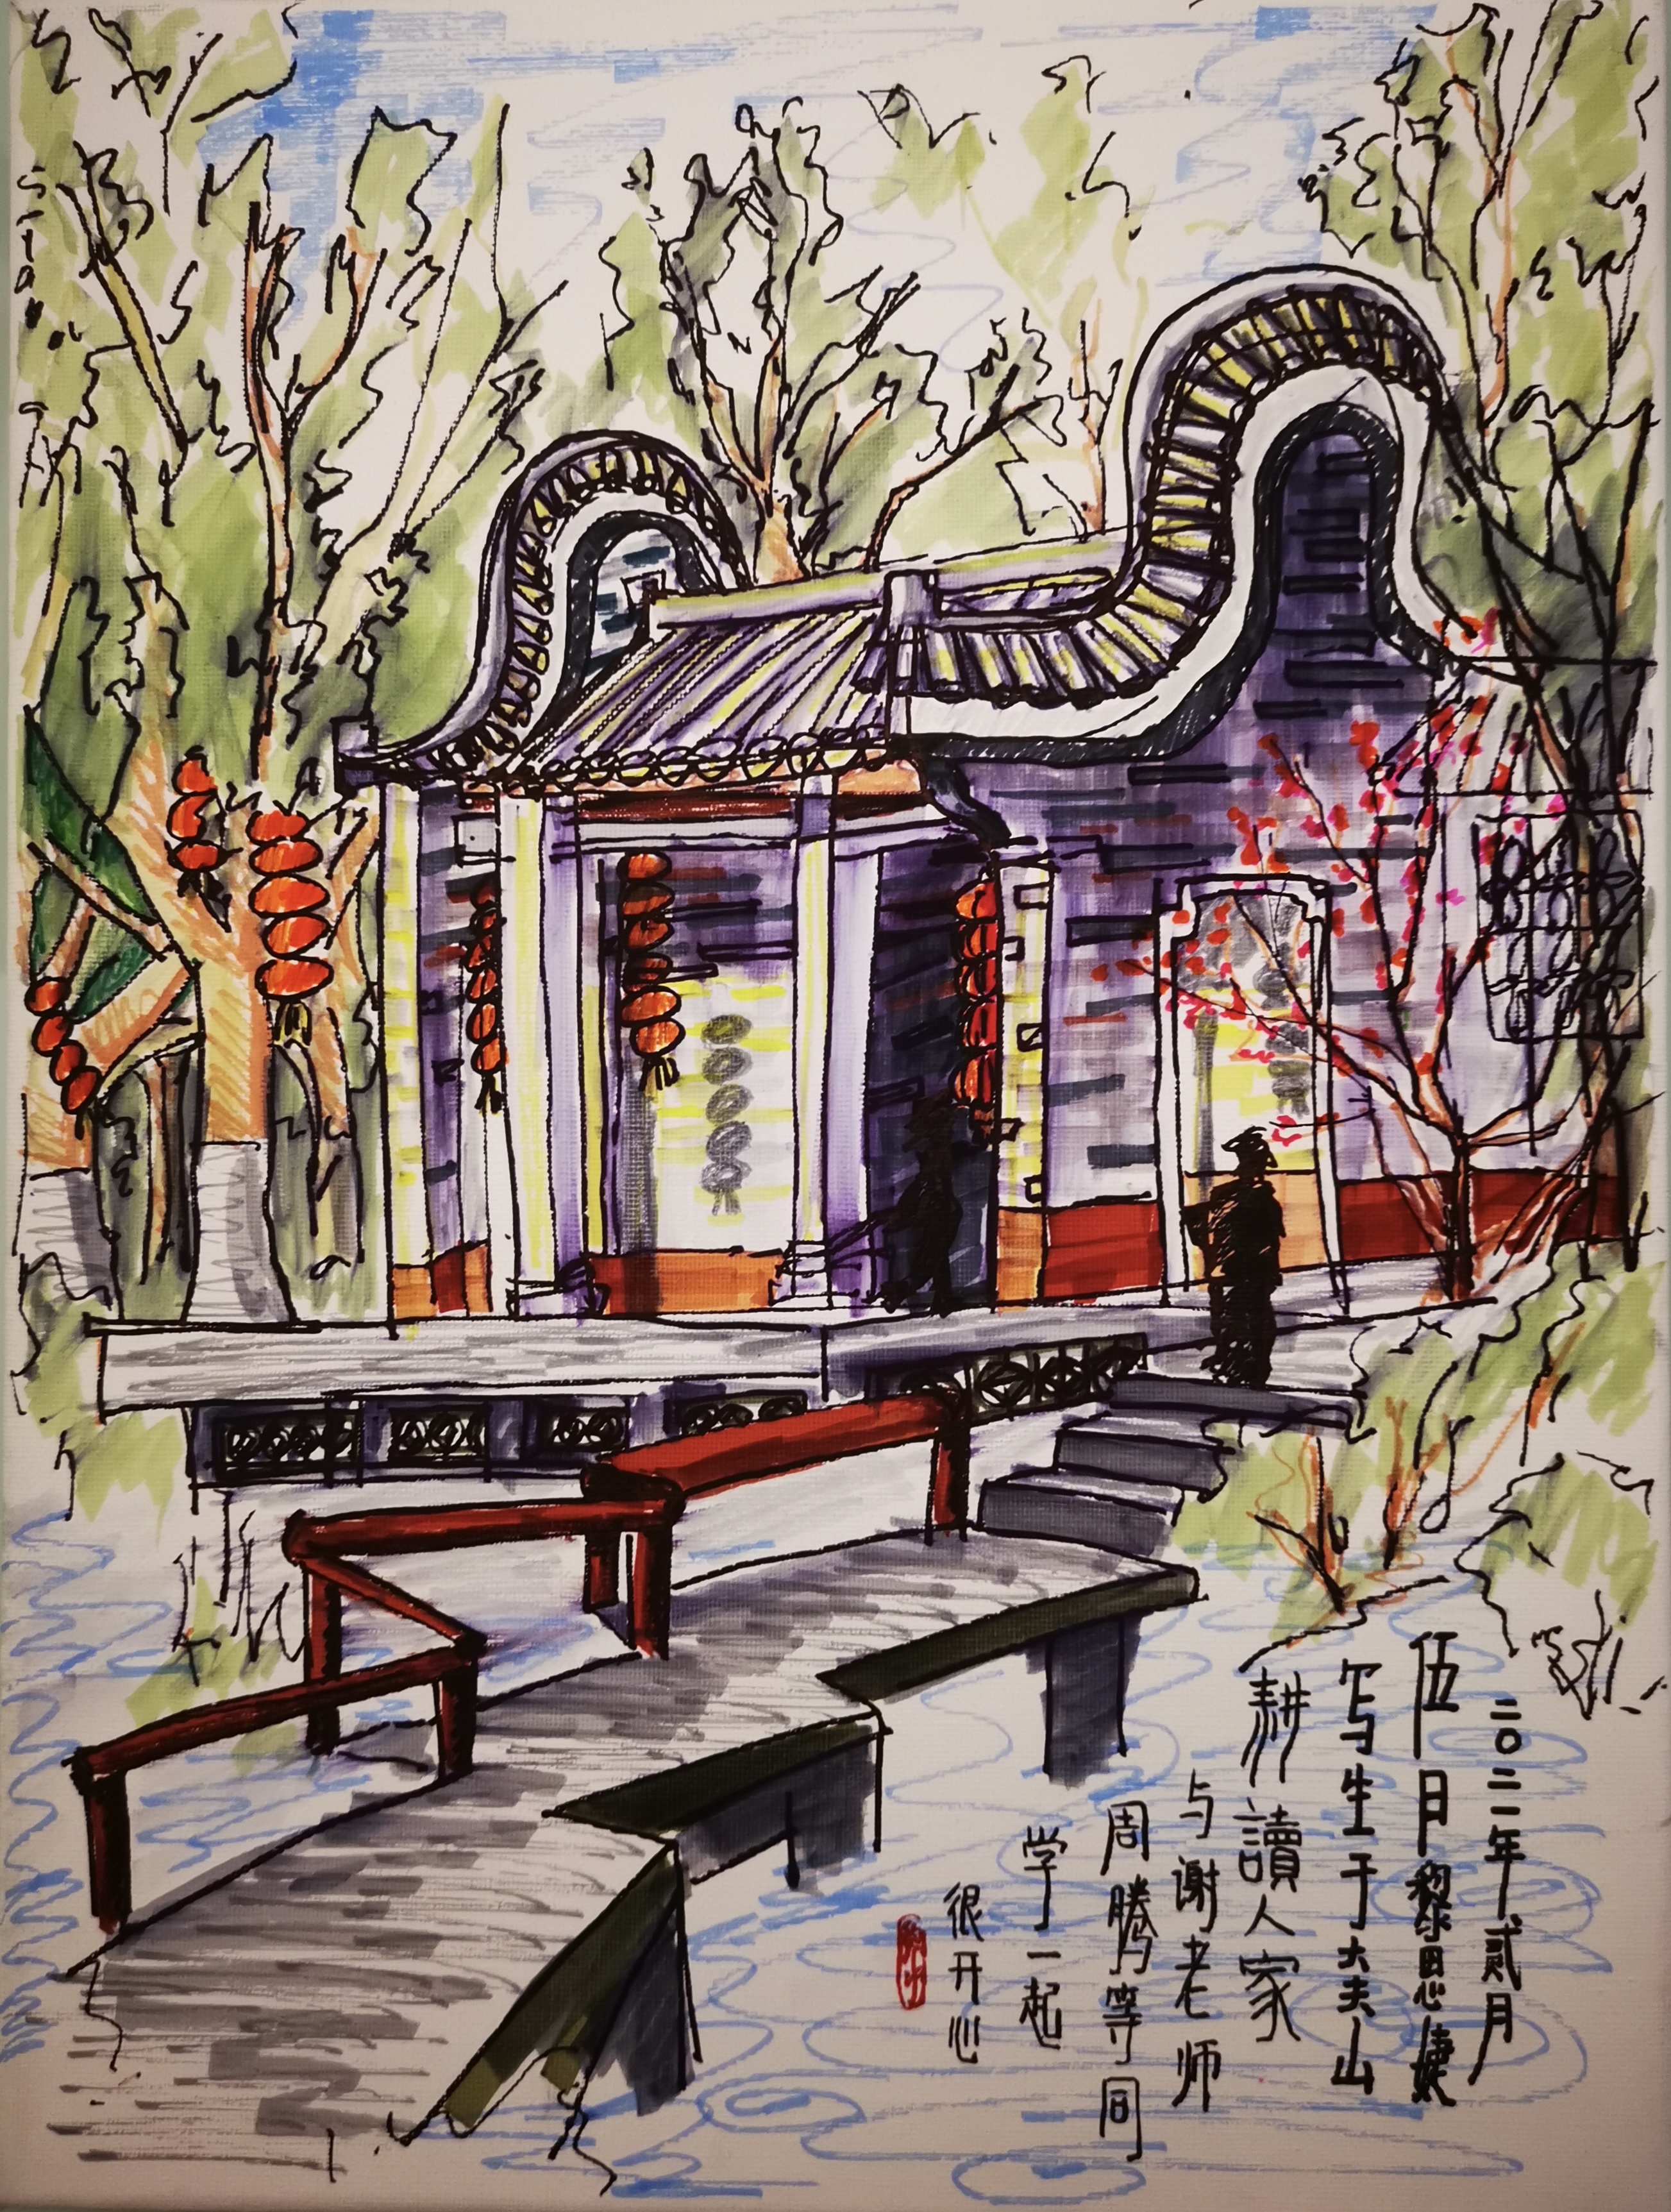 二〇二一年貳月
伍日黎思婕
写生于大夫山
耕讀人家
与谢老师
周腾等同
学一起
很开心